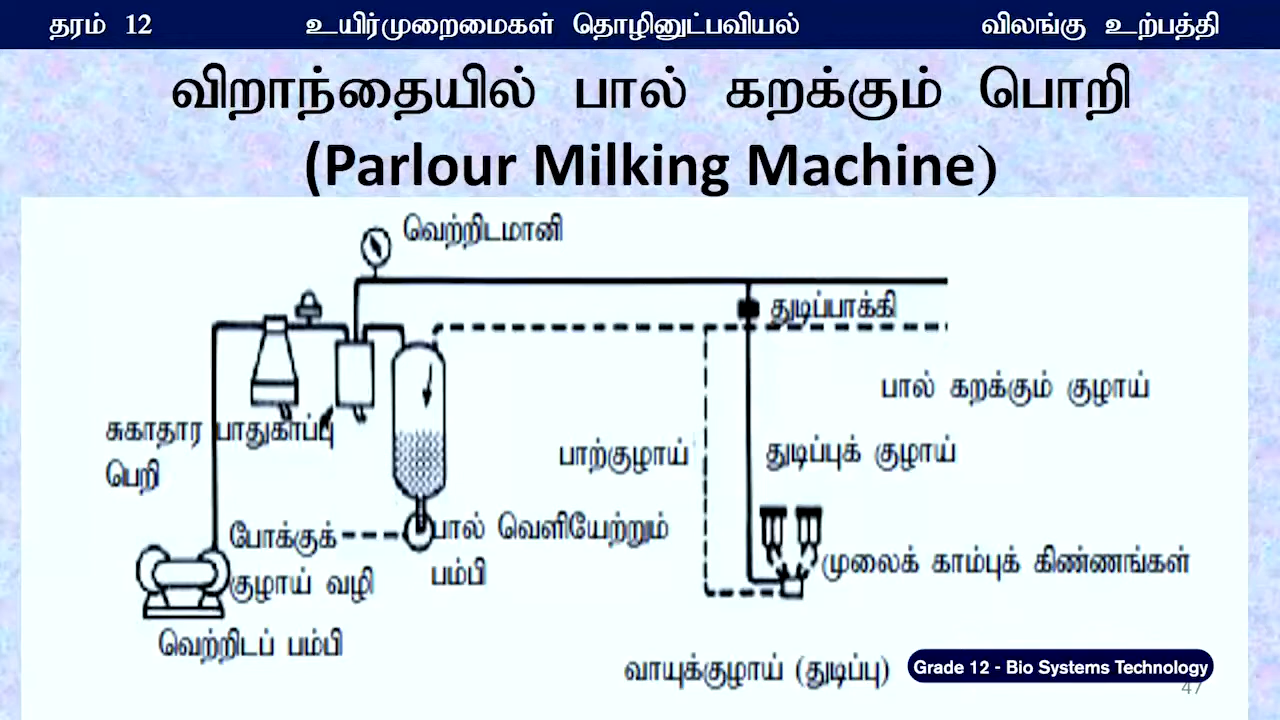 தரம் 12 உயிர்முறைமைகள் தொழினுட்பவியல் விலங்கு உற்பத்தி
விறாந்தையில் பால் கறக்கும் பொறி
(Parlour Milking Machine)
வெற்றிடமானி
துடிப்பாக்கி
பால் கறக்கும் குழாய்
சுகாதார பாதுகாப்பு
பெறி
பாற்குழாய்
துடிப்புக் குழாய்
போக்குக்
குழாய் வழி
பால் வெளியேற்றும்
பம்பி
முலைக் காம்புக் கிண்ணங்கள்
வெற்றிடப் பம்பி
வாயுக்குழாய் (துடிப்பு)
Grade 12 - Bio Systems Technology
47